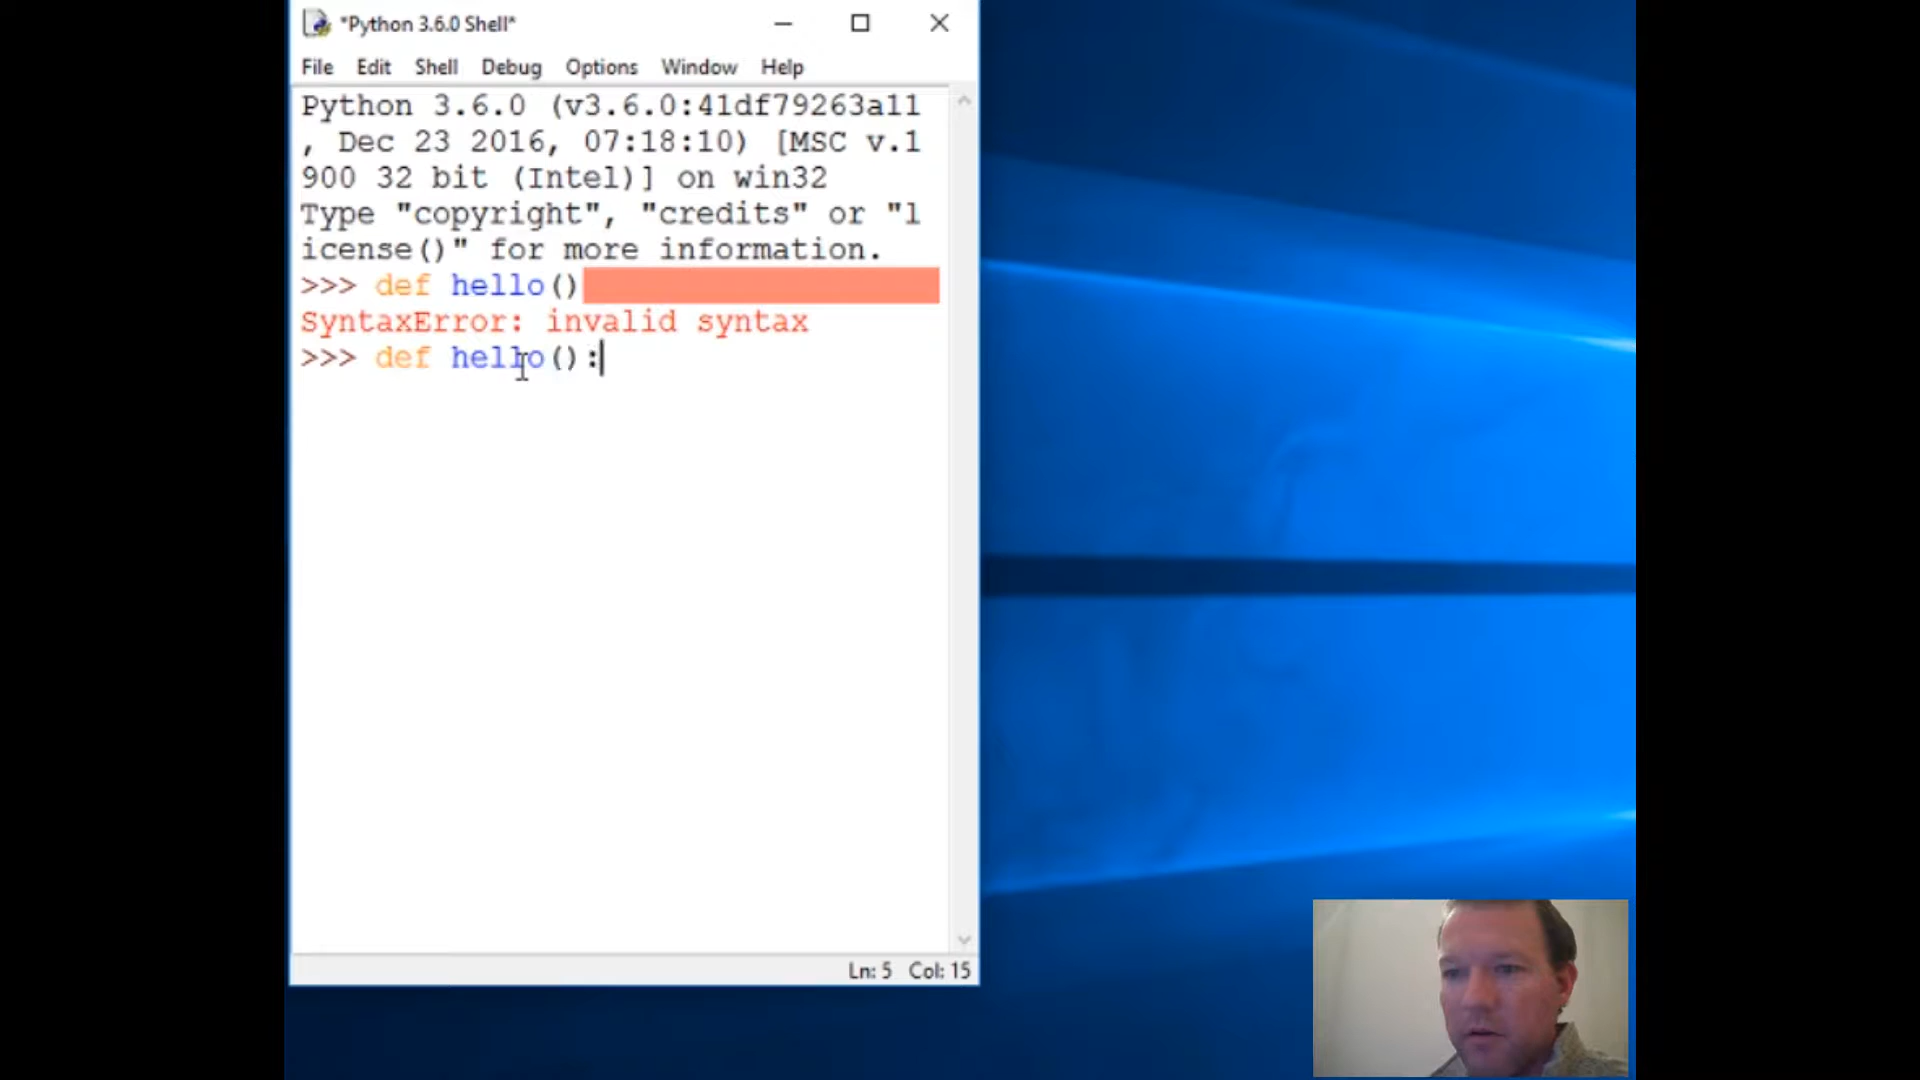 *Python 3.6.0 Shell*
File Edit Shell Debug Options Window Help
Python 3.6.0 (v3.6.0:41df79263a11
, Dec 23 2016, 07:18:10) [MSC v.1
900 32 bit (Intel)] on win32
Type "copyright", "credits" or "l
icense()" for more information.
>>> def hello()
SyntaxError: invalid syntax
>>> def hello():
Ln: 5 Col: 15